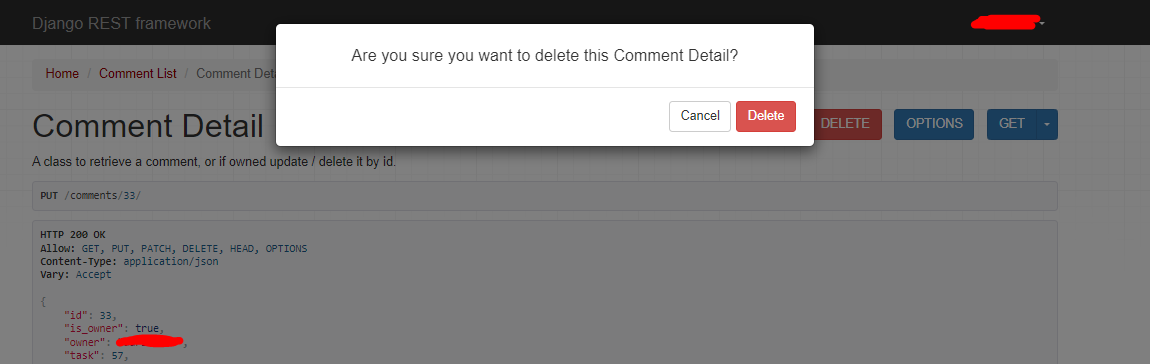 Django REST framework
Are you sure you want to delete this Comment Detail?
Cancel Delete
Home / Comment List / Comment
Comment Detail
DELETE OPTIONS GET
A class to retrieve a comment, or if owned update / delete it by id.
PUT /comments/33/
HTTP 200 OK
Allow: GET, PUT, PATCH, DELETE, HEAD, OPTIONS
Content-Type: application/json
Vary: Accept
{
"id": 33,
"is_owner": true,
"owner": ,
"task": 57,